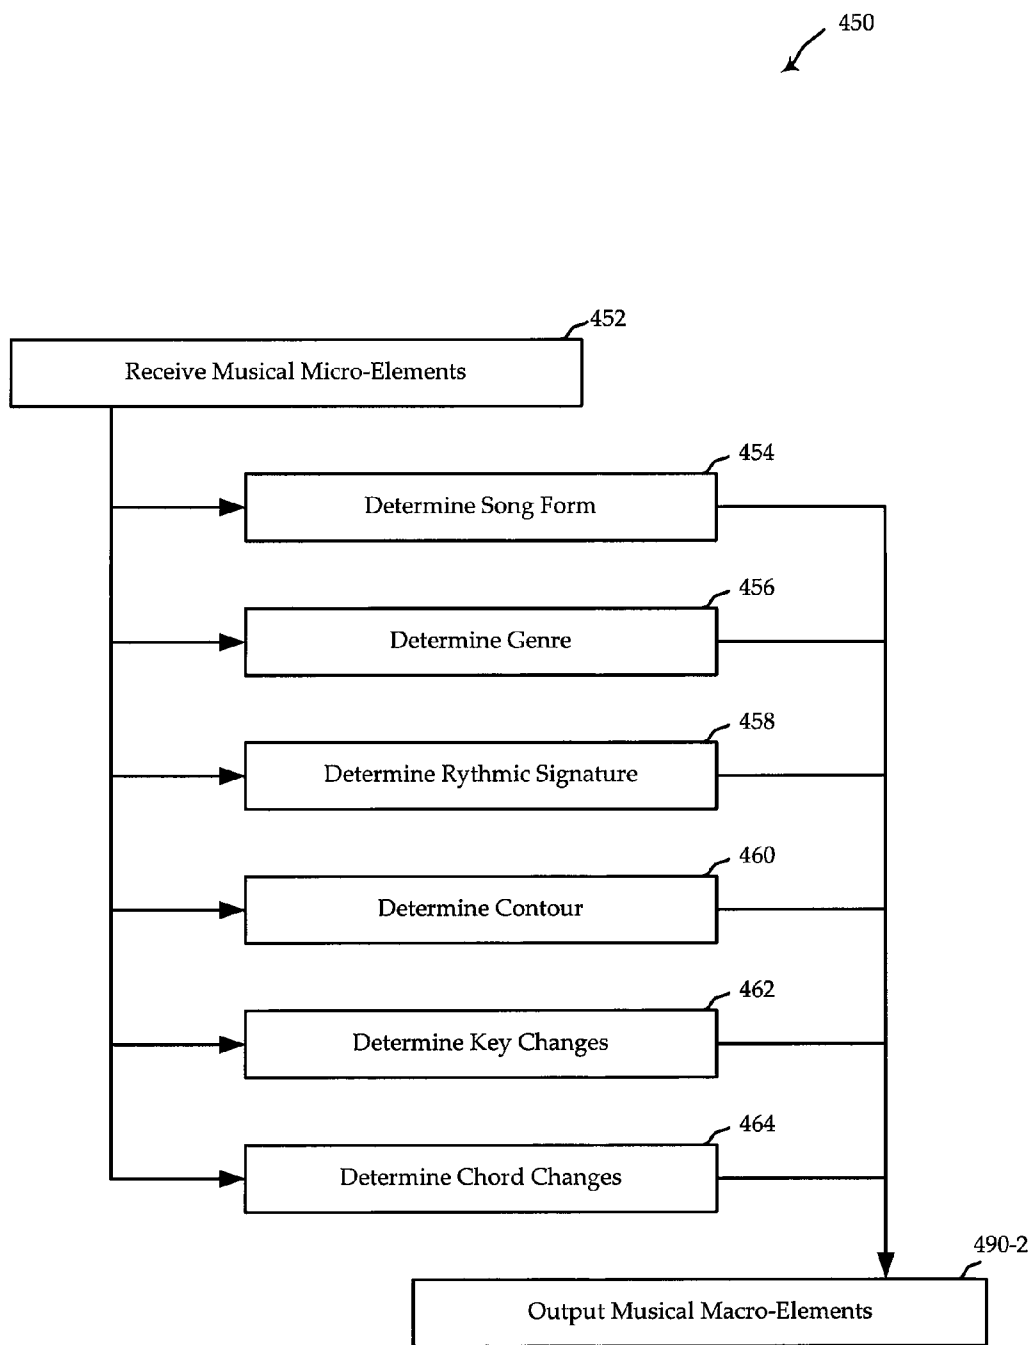 450
452
Receive Musical Micro-Elements
454
Determine Song Form
456
Determine Genre
458
Determine Rythmic Signature
460
Determine Contour
462
Determine Key Changes
464
Determine Chord Changes
490-2
Output Musical Macro-Elements